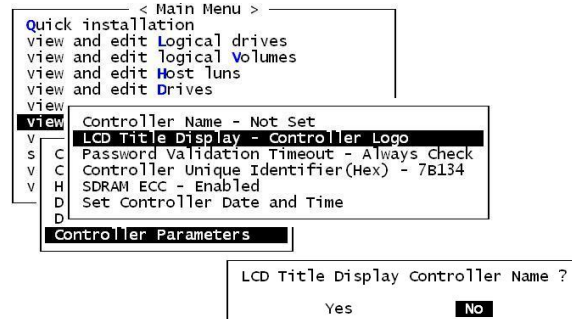 < Main Menu >
Quick installation
view and edit Logical drives
view and edit logical Volumes
view and edit Host luns
view and edit Drives
view
view
v
s
v
v
C
C
H
D
D
Controller Name - Not Set
LCD Title Display - Controller Logo
Password Validation Timeout - Always Check
Controller Unique Identifier(Hex) - 7B134
SDRAM ECC - Enabled
Set Controller Date and Time
Controller Parameters
LCD Title Display Controller Name ?
Yes No